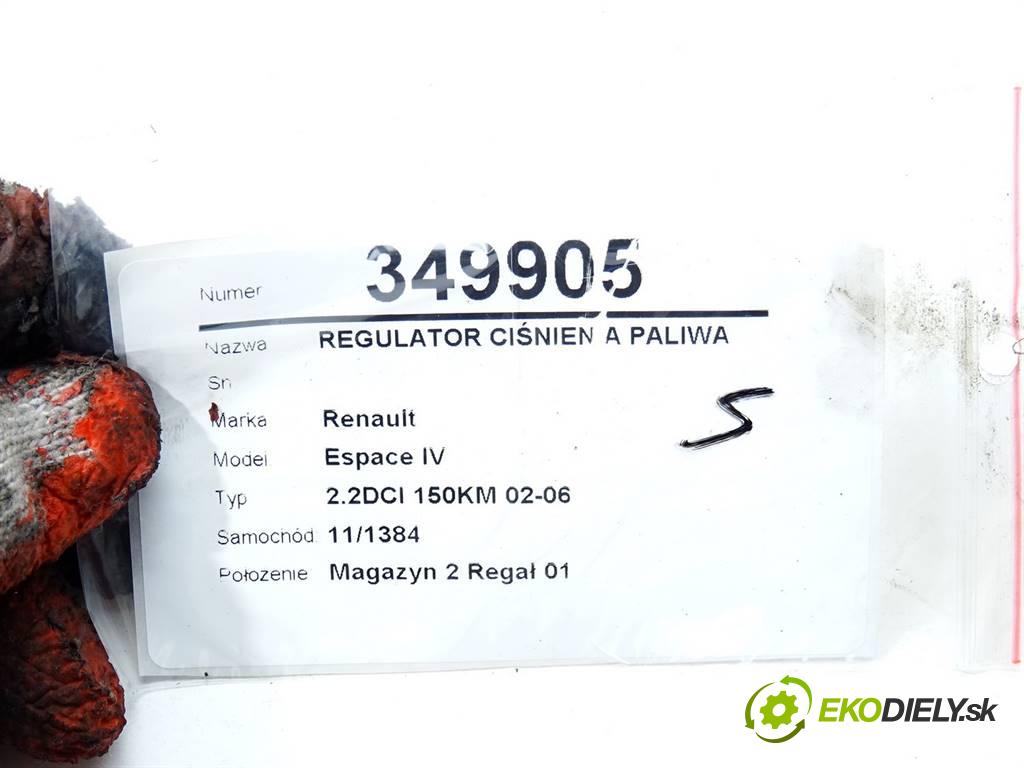 Numer 349905
Nazwa REGULATOR CIŚNIEN A PALIWA
Sn
Marka Renault
Model Espace IV
Typ 2.2DCI 150KM 02-06
Samochód 11/1384
Położenie Magazyn 2 Regał 01
S
EKODIELY.sk